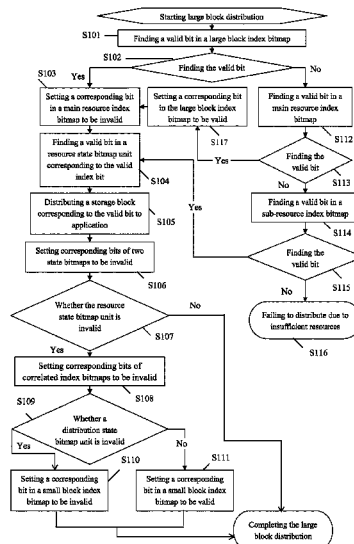 Starting large block distribution
S101
Finding a valid bit in a large block index bitmap
S102
Finding the valid bit
Yes
No
S103
Setting a corresponding bit
in a main resource index
bitmap to be invalid
Setting a corresponding bit
in the large block index
bitmap to be valid
S117
Finding a valid bit in a
main resource index
bitmap
S112
Finding a valid bit in a
resource state bitmap unit
corresponding to the valid
index bit
S104
Yes
Finding the
valid bit
S113
No
Distributing a storage block
corresponding to the valid bit to
application
S105
Yes
Finding a valid bit in a
sub-resource index bitmap
S114
Setting corresponding bits of two
state bitmaps to be invalid
S106
Finding the
valid bit
S115
No
Whether the resource
state bitmap unit is
invalid
S107
No
Failing to distribute due to
insufficient resources
S116
Yes
Setting corresponding bits of
correlated index bitmaps to be invalid
S108
S109
Whether a
distribution state
bitmap unit is invalid
Yes
No
S110
S111
Setting a corresponding
bit in a small block index
bitmap to be invalid
Setting a corresponding
bit in a small block index
bitmap to be valid
Completing the large
block distribution